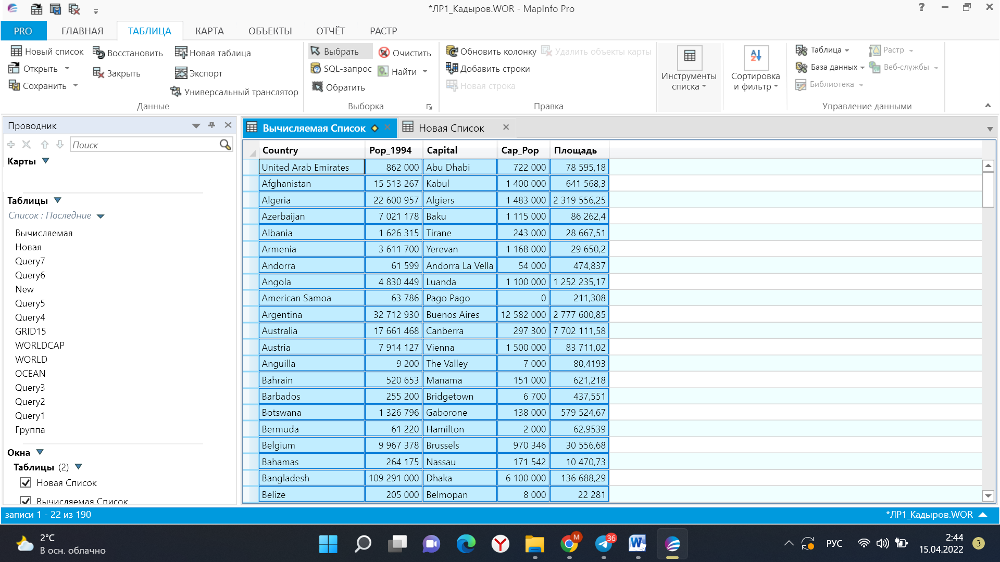 *ЛР1_Кадыров.WOR - MapInfo Pro
PRO ГЛАВНАЯ ТАБЛИЦА КАРТА ОБЪЕКТЫ ОТЧЁТ РАСТР
Новый список
Открыть
Сохранить
Восстановить
Закрыть
Новая таблица
Экспорт
Универсальный транслятор
Данные
Выбрать
SQL-запрос
Обратить
Очистить
Найти
Выборка
Обновить колонку
Добавить строки
Новая строка
Удалить объекты карты
Правка
Инструменты
списка
Сортировка
и фильтр
Таблица
База данных
Библиотека
Растр
Веб-службы
Управление данными
Проводник
Поиск
Карты
Таблицы
Список : Последние
Вычисляемая
Новая
Query7
Query6
New
Query5
Query4
GRID15
WORLDCAP
WORLD
OCEAN
Query3
Query2
Query1
Группа
Окна
Таблицы (2)
Новая Список
Вычисляемая Список
Вычисляемая Список
Новая Список
Country Pop_1994 Capital Cap_Pop Площадь
United Arab Emirates 862 000 Abu Dhabi 722 000 78 595,18
Afghanistan 15 513 267 Kabul 1 400 000 641 568,3
Algeria 22 600 957 Algiers 1 483 000 2 319 556,25
Azerbaijan 7 021 178 Baku 1 115 000 86 262,4
Albania 1 626 315 Tirane 243 000 28 667,51
Armenia 3 611 700 Yerevan 1 168 000 29 650,2
Andorra 61 599 Andorra La Vella 54 000 474,837
Angola 4 830 449 Luanda 1 100 000 1 252 235,17
American Samoa 63 786 Pago Pago 0 211,308
Argentina 32 712 930 Buenos Aires 12 582 000 2 777 600,85
Australia 17 661 468 Canberra 297 300 7 702 111,58
Austria 7 914 127 Vienna 1 500 000 83 711,02
Anguilla 9 200 The Valley 7 000 80,4193
Bahrain 520 653 Manama 151 000 621,218
Barbados 255 200 Bridgetown 6 700 437,551
Botswana 1 326 796 Gaborone 138 000 579 524,67
Bermuda 61 220 Hamilton 2 000 62,9539
Belgium 9 967 378 Brussels 970 346 30 556,68
Bahamas 264 175 Nassau 171 542 10 470,73
Bangladesh 109 291 000 Dhaka 6 100 000 136 688,29
Belize 205 000 Belmopan 8 000 22 281
записи 1 - 22 из 190
*ЛР1_Кадыров.WOR
2°C
В осн. облачно
M
36
РУС
2:44
15.04.2022
3